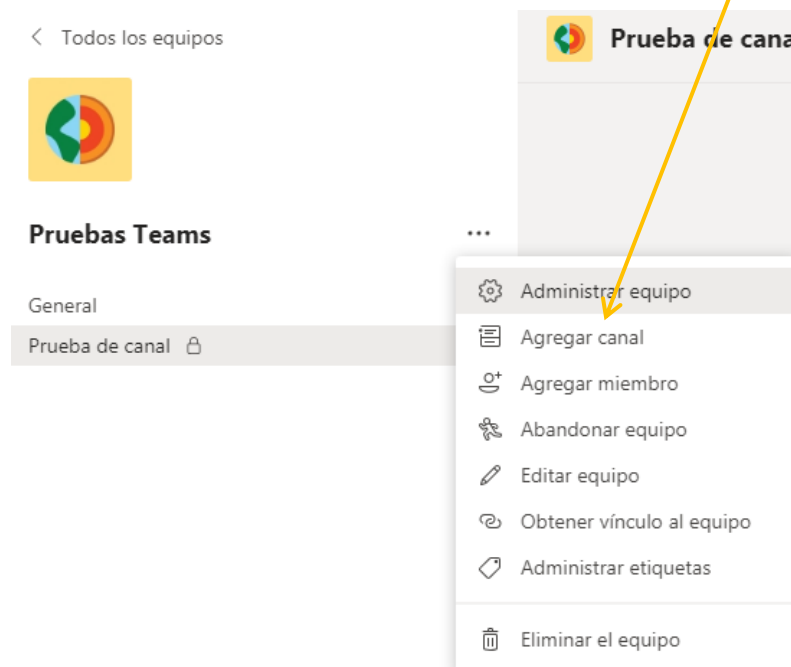 Todos los equipos
Prueba de cana
Pruebas Teams
General
Prueba de canal
Administrar equipo
Agregar canal
Agregar miembro
Abandonar equipo
Editar equipo
Obtener vínculo al equipo
Administrar etiquetas
Eliminar el equipo